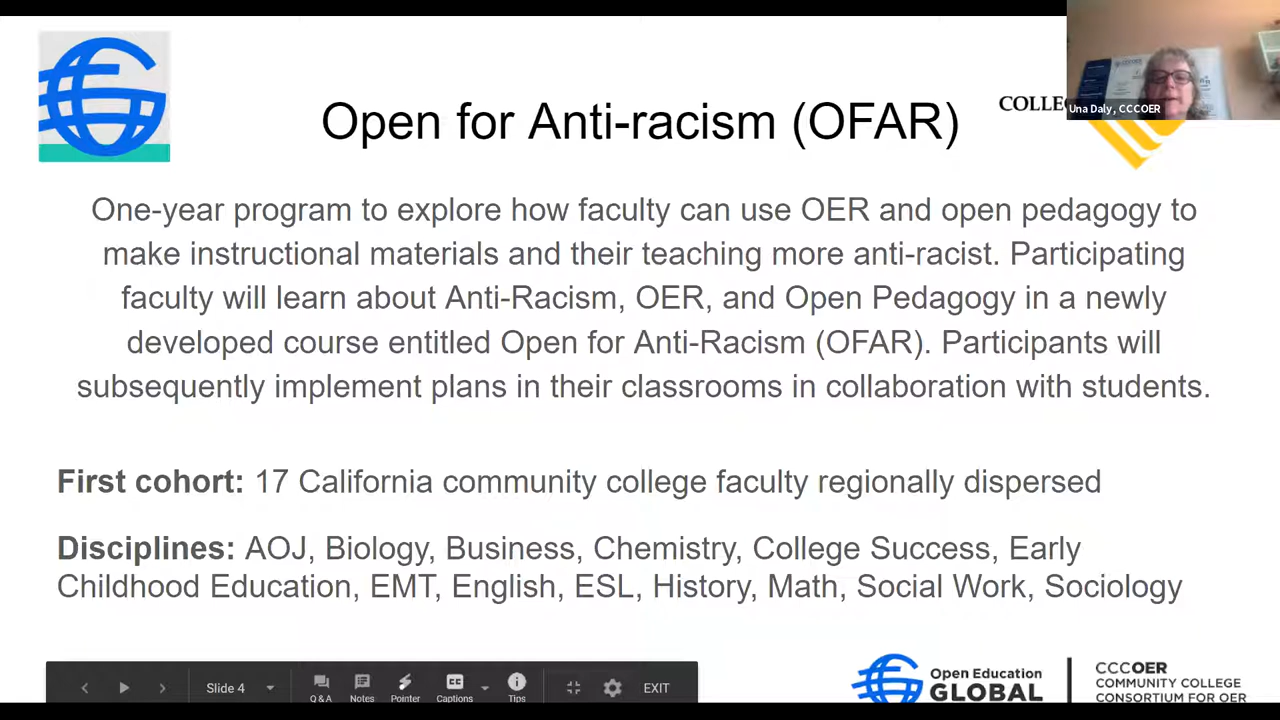 Open for Anti-racism (OFAR)
Una Daly, CCCOER
One-year program to explore how faculty can use OER and open pedagogy to
make instructional materials and their teaching more anti-racist. Participating
faculty will learn about Anti-Racism, OER, and Open Pedagogy in a newly
developed course entitled Open for Anti-Racism (OFAR). Participants will
subsequently implement plans in their classrooms in collaboration with students.
First cohort: 17 California community college faculty regionally dispersed
Disciplines: AOJ, Biology, Business, Chemistry, College Success, Early
Childhood Education, EMT, English, ESL, History, Math, Social Work, Sociology
Slide 4
Q & A
Notes
Pointer
CC
Captions
Tips
EXIT
Open Education
GLOBAL
CCCOER
COMMUNITY COLLEGE
CONSORTIUM FOR OER